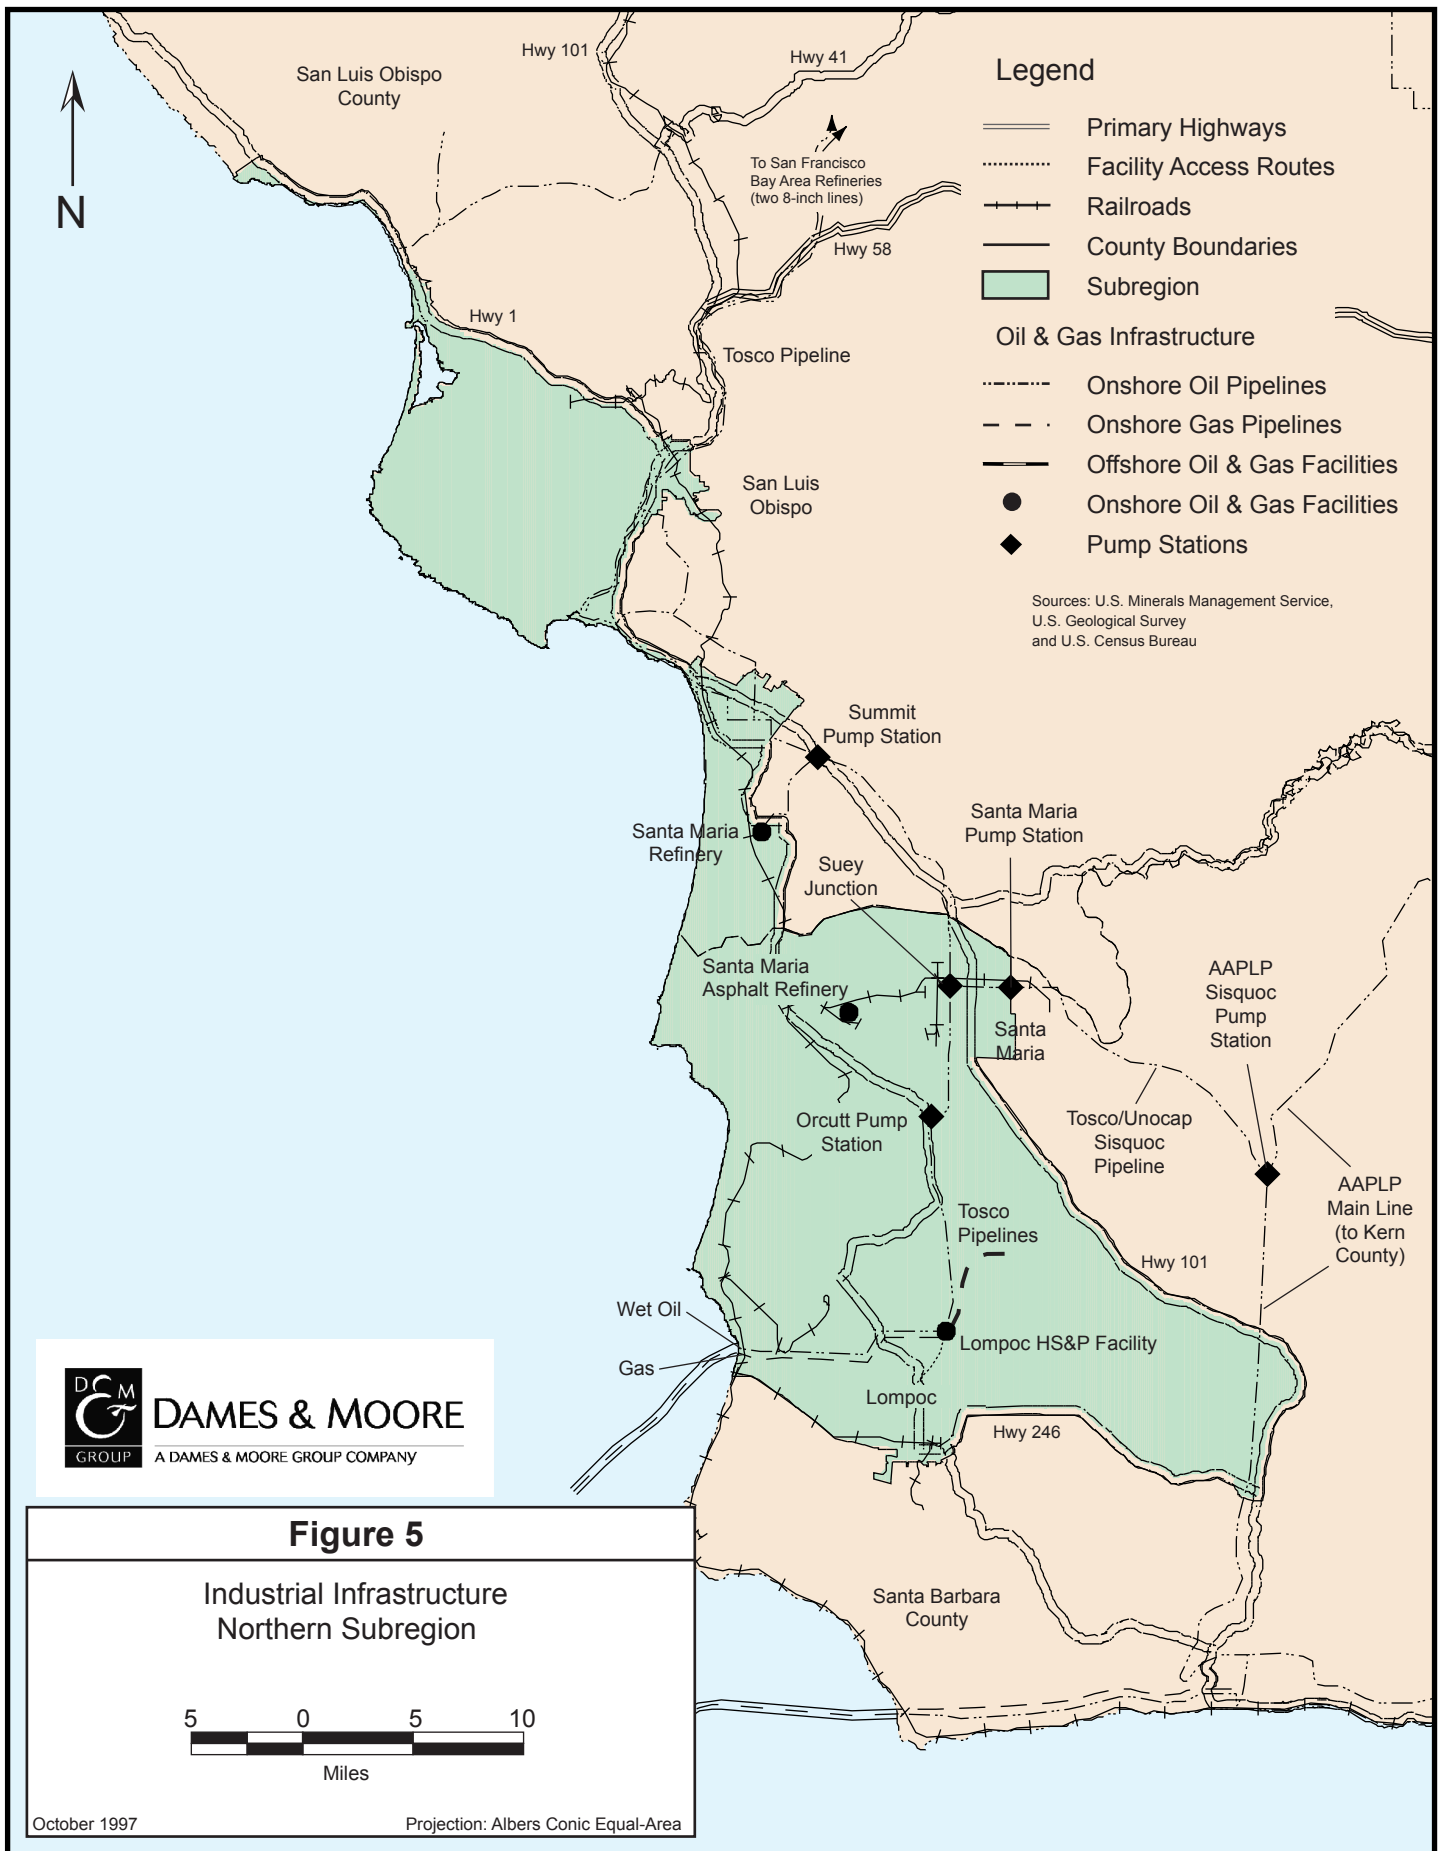 Hwy 101
Hwy 41
San Luis Obispo
County
N
To San Francisco
Bay Area Refineries
(two 8-inch lines)
Hwy 58
Hwy 1
Tosco Pipeline
San Luis
Obispo
Legend
Primary Highways
Facility Access Routes
Railroads
County Boundaries
Subregion
Oil & Gas Infrastructure
Onshore Oil Pipelines
Onshore Gas Pipelines
Offshore Oil & Gas Facilities
Onshore Oil & Gas Facilities
Pump Stations
Sources: U.S. Minerals Management Service,
U.S. Geological Survey
and U.S. Census Bureau
Summit
Pump Station
Santa Maria
Pump Station
Santa Maria
Refinery
Suey
Junction
Santa Maria
Asphalt Refinery
AAPLP
Sisquoc
Pump
Station
Santa
Maria
Orcutt Pump
Station
Tosco/Unocap
Sisquoc
Pipeline
AAPLP
Main Line
(to Kern
County)
Tosco
Pipelines
Hwy 101
Wet Oil
Gas
Lompoc HS&P Facility
Lompoc
Hwy 246
Santa Barbara
County
D&M
GROUP
DAMES & MOORE
A DAMES & MOORE GROUP COMPANY
Figure 5
Industrial Infrastructure
Northern Subregion
5 0 5 10
Miles
October 1997
Projection: Albers Conic Equal-Area